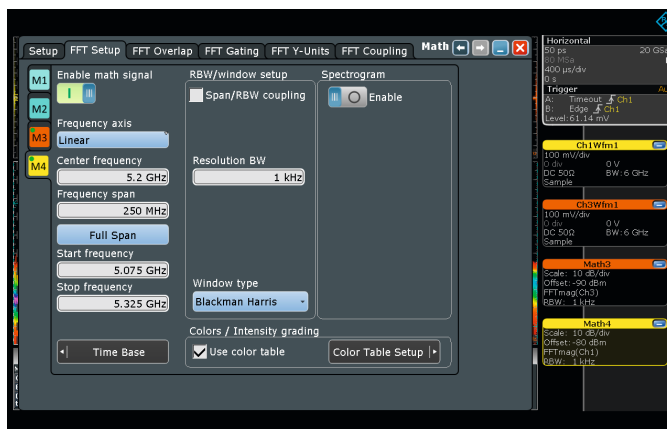 Setup FFT Setup FFT Overlap FFT Gating FFT Y-Units FFT Coupling Math
M1
M2
M3
M4
Enable math signal
Frequency axis
Linear
Center frequency
5.2 GHz
Frequency span
250 MHz
Full Span
Start frequency
5.075 GHz
Stop frequency
5.325 GHz
Time Base
RBW/window setup
Span/RBW coupling
Resolution BW
1 kHz
Window type
Blackman Harris
Colors / Intensity grading
Use color table
Color Table Setup
Spectrogram
Enable
Horizontal
50 ps 20 GSa
80 MSa
400 µs/div
0 s
Trigger Au
A: Timeout Ch1
B: Edge Ch1
Level:61.14 mV
Ch1Wfm1
100 mV/div
0 div 0 V
DC 50Ω BW:6 GHz
Sample
Ch3Wfm1
100 mV/div
0 div 0 V
DC 50Ω BW:6 GHz
Sample
Math3
Scale: 10 dB/div
Offset:-90 dBm
FFTmag(Ch3)
RBW: 1 kHz
Math4
Scale: 10 dB/div
Offset:-80 dBm
FFTmag(Ch1)
RBW: 1 kHz